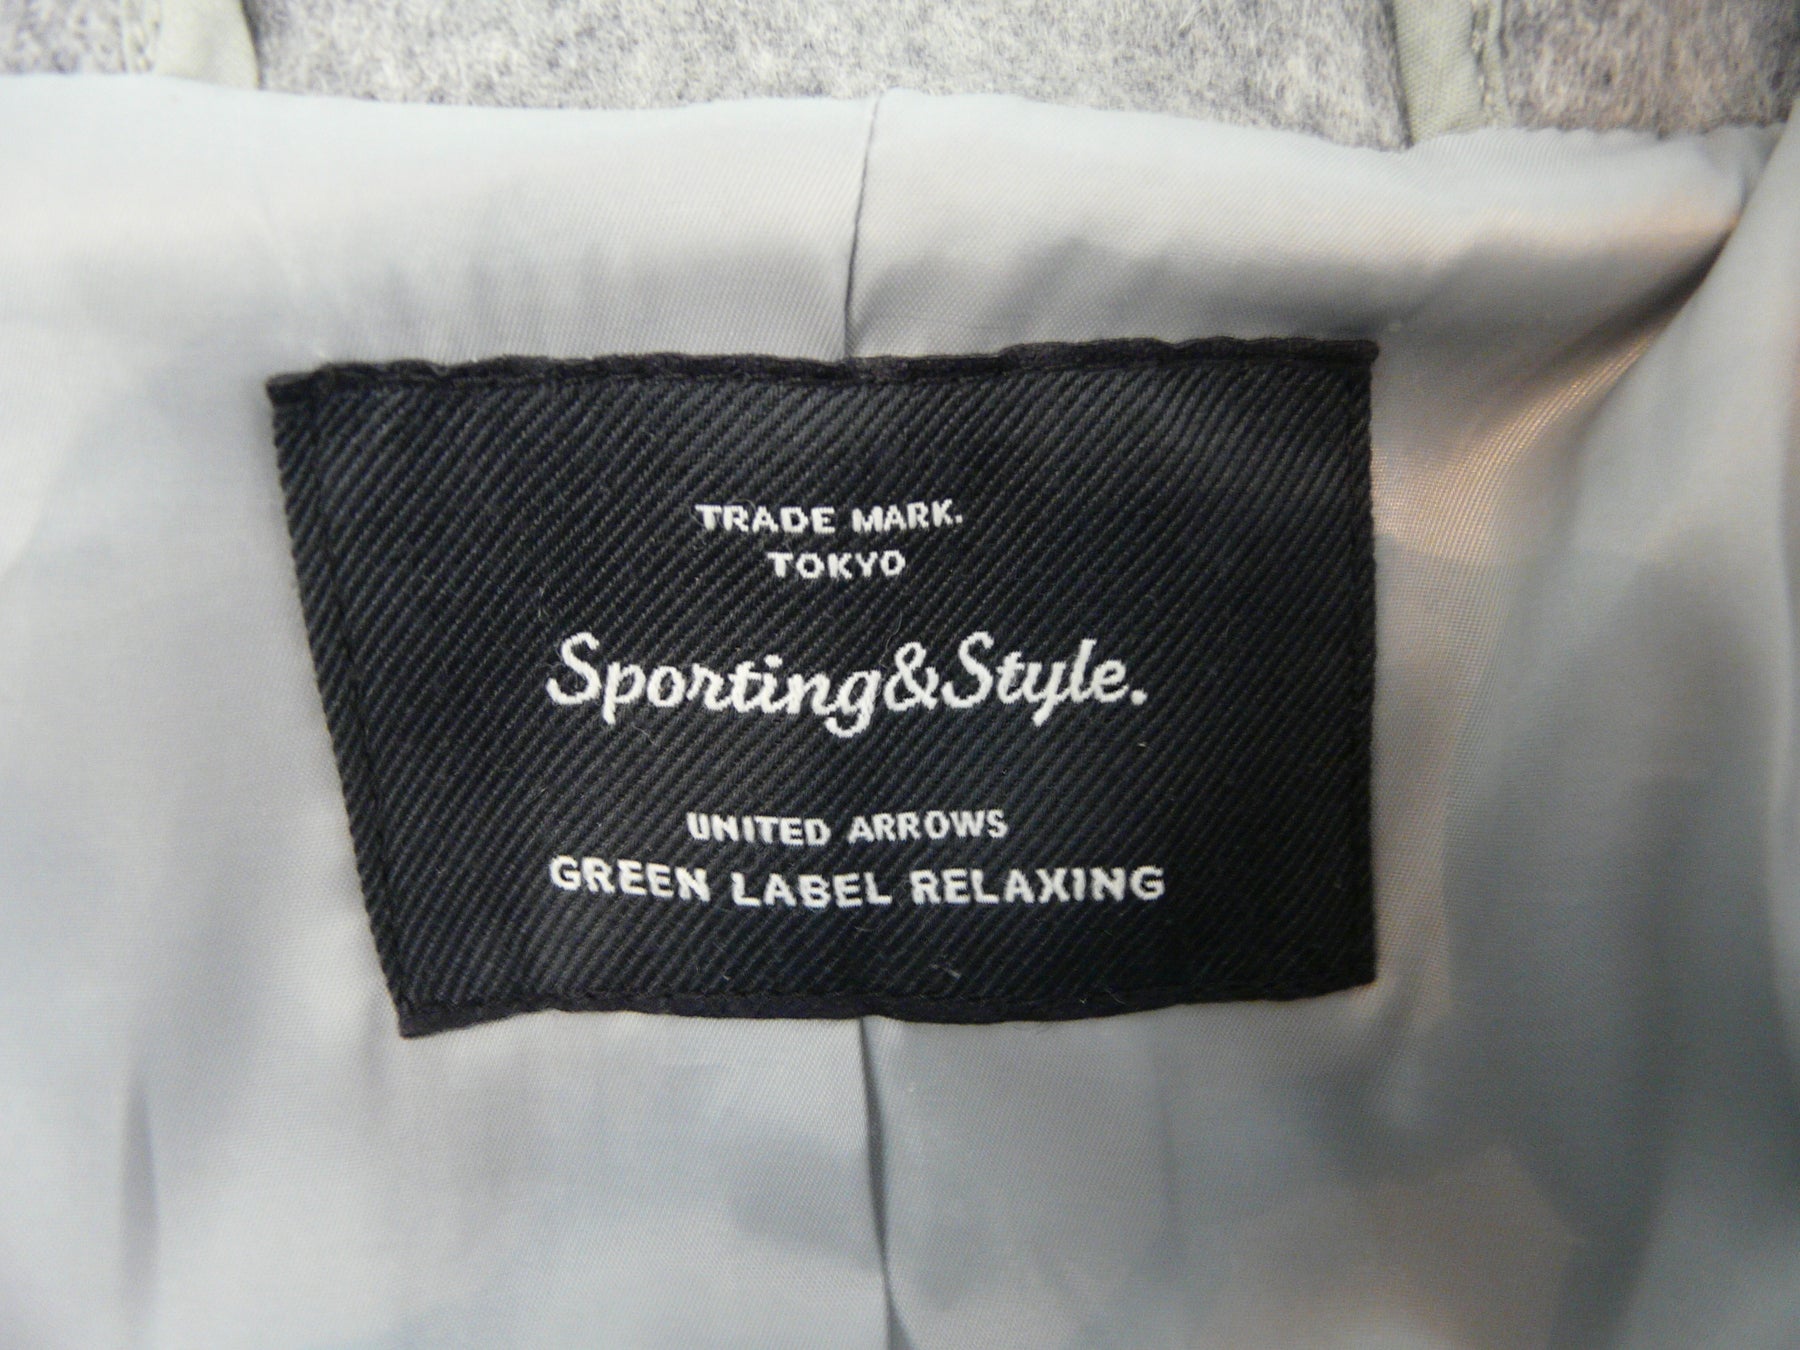 TRADE MARK.
TOKYO
Sporting&Style.
UNITED ARROWS
GREEN LABEL RELAXING